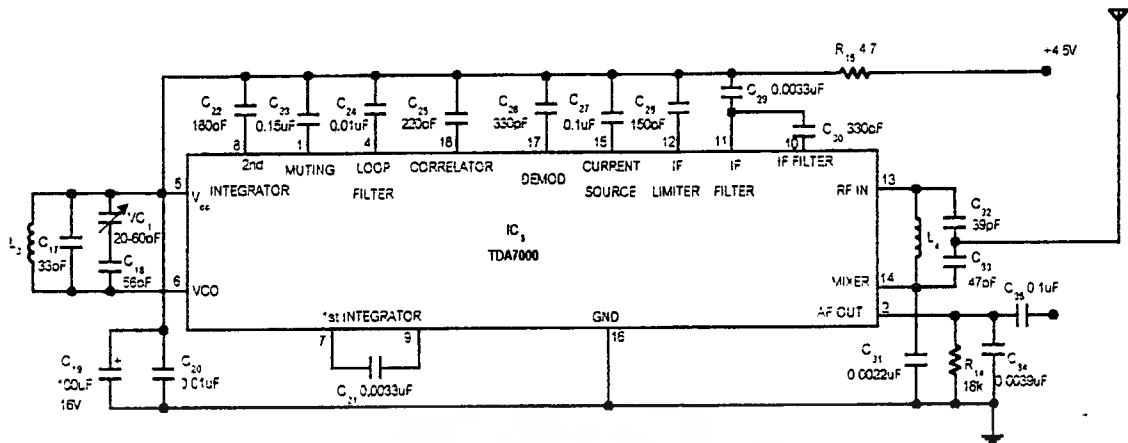 R15 4.7
+4.5V
C29 0.0033uF
C22
180pF
C23
0.15uF
C24
0.01uF
C25
220pF
C26
330pF
C27
0.1uF
C28
150pF
C30 330pF
8
1
4
18
17
15
12
11
10
2nd
INTEGRATOR
MUTING
LOOP
FILTER
CORRELATOR
DEMOD
CURRENT
SOURCE
IF
LIMITER
IF
FILTER
IF FILTER
5
Vcc
RF IN
13
VC1
20-60pF
C17
33pF
C18
56pF
IC3
TDA7000
C32
39pF
L4
C33
47pF
6
VCO
MIXER
14
AF OUT
2
C35 0.1uF
1st INTEGRATOR
7
9
GND
16
C19
+
100uF
16V
C20
0.01uF
C21 0.0033uF
C31
0.0022uF
R14
18k
C34
0.0039uF